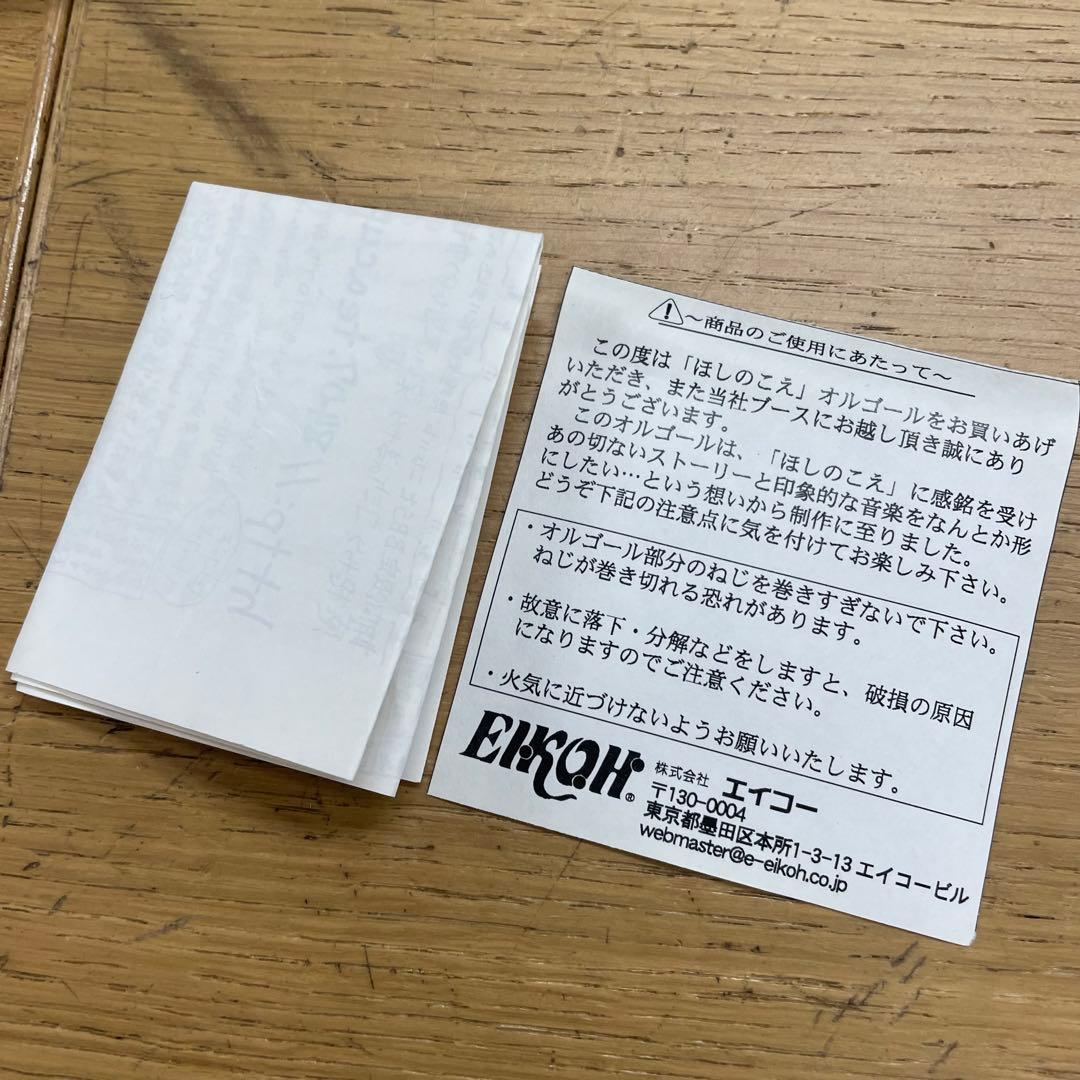 ⚠～商品のご使用にあたって～
この度は「ほしのこえ」オルゴールをお買いあげ
いただき、また当社ブースにお越し頂き誠にあり
がとうございます。
このオルゴールは、「ほしのこえ」に感銘を受け
あの切ないストーリーと印象的な音楽をなんとか形
にしたい…という想いから制作に至りました。
どうぞ下記の注意点に気を付けてお楽しみ下さい。
・オルゴール部分のねじを巻きすぎないで下さい。
ねじが巻き切れる恐れがあります。
・故意に落下・分解などをしますと、破損の原因
になりますのでご注意ください。
・火気に近づけないようお願いいたします。
EIKOH®
株式会社 エイコー
〒130-0004
東京都墨田区本所1-3-13 エイコービル
webmaster@e-eikoh.co.jp